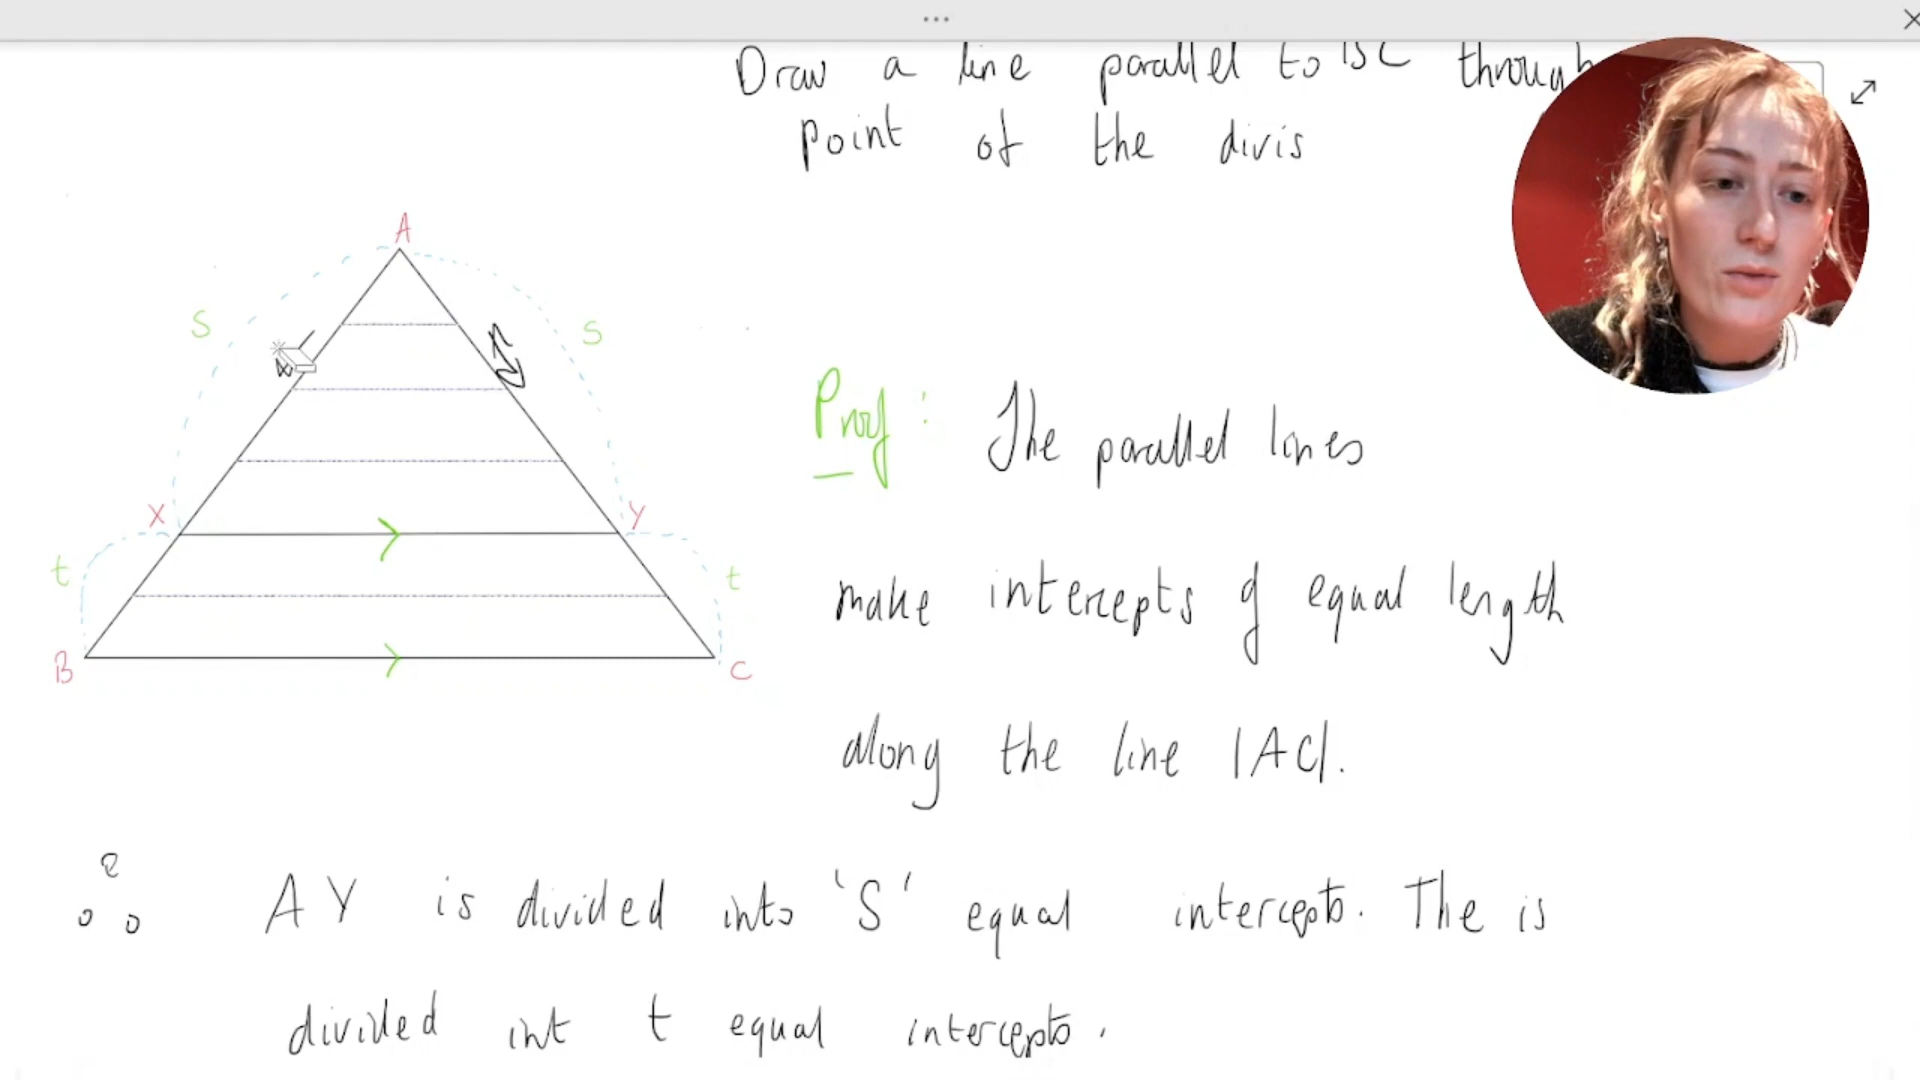 Draw a line parallel to BC through
point of the divis
A
S
S
Proof:
The parallel lines
X
Y
make intercepts of equal length
t
t
B
C
along the line |AC|.
AY is divided into 'S' equal intercepts. The is
divided int t equal intercepts.